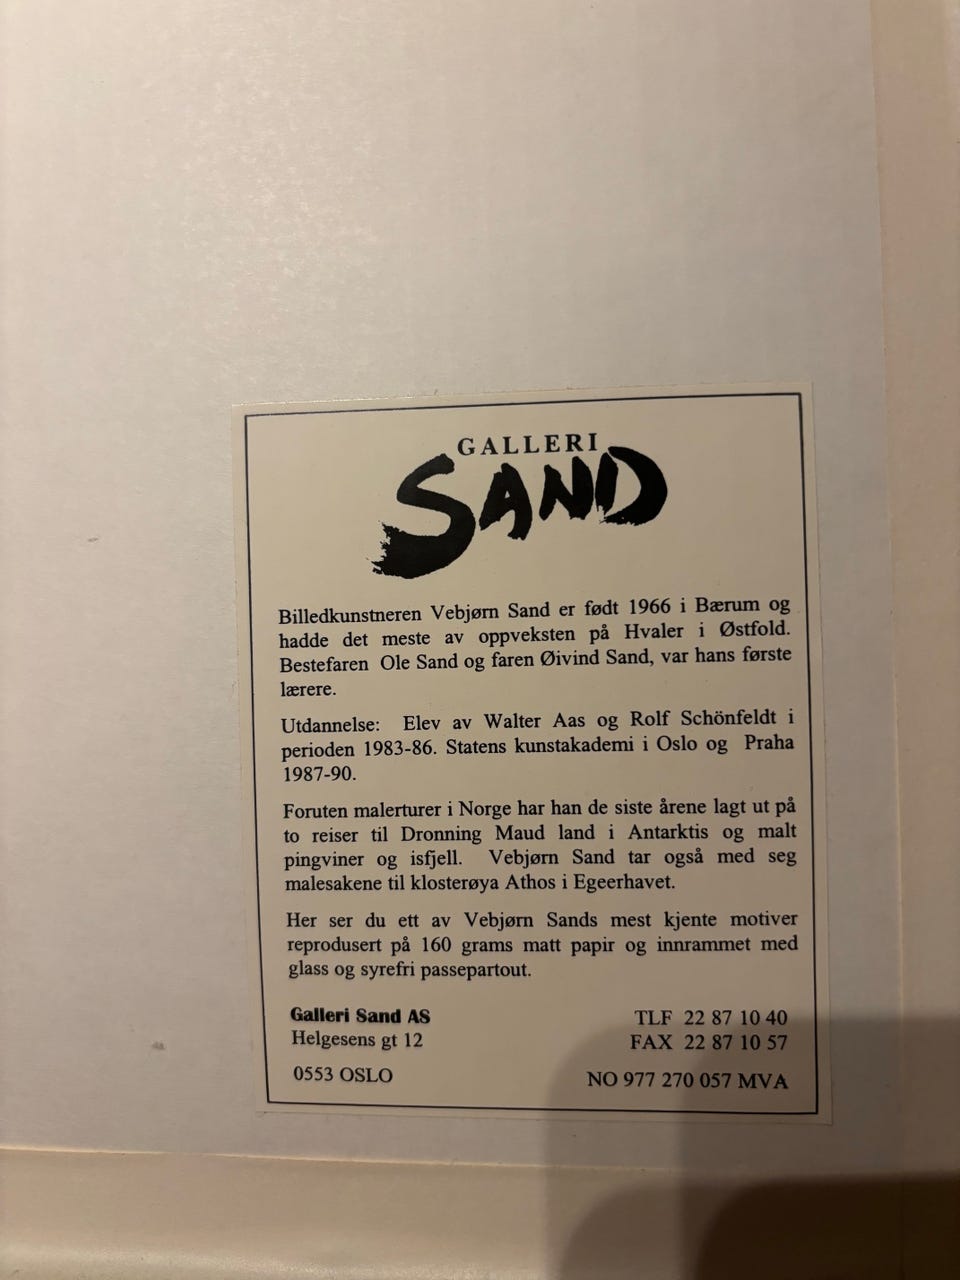 GALLERI
SAND
Billedkunstneren Vebjørn Sand er født 1966 i Bærum og
hadde det meste av oppveksten på Hvaler i Østfold.
Bestefaren Ole Sand og faren Øivind Sand, var hans første
lærere.
Utdannelse: Elev av Walter Aas og Rolf Schönfeldt i
perioden 1983-86. Statens kunstakademi i Oslo og Praha
1987-90.
Foruten malerturer i Norge har han de siste årene lagt ut på
to reiser til Dronning Maud land i Antarktis og malt
pingviner og isfjell. Vebjørn Sand tar også med seg
malesakene til klosterøya Athos i Egeerhavet.
Her ser du ett av Vebjørn Sands mest kjente motiver
reprodusert på 160 grams matt papir og innrammet med
glass og syrefri passepartout.
Galleri Sand AS TLF 22 87 10 40
Helgesens gt 12 FAX 22 87 10 57
0553 OSLO NO 977 270 057 MVA